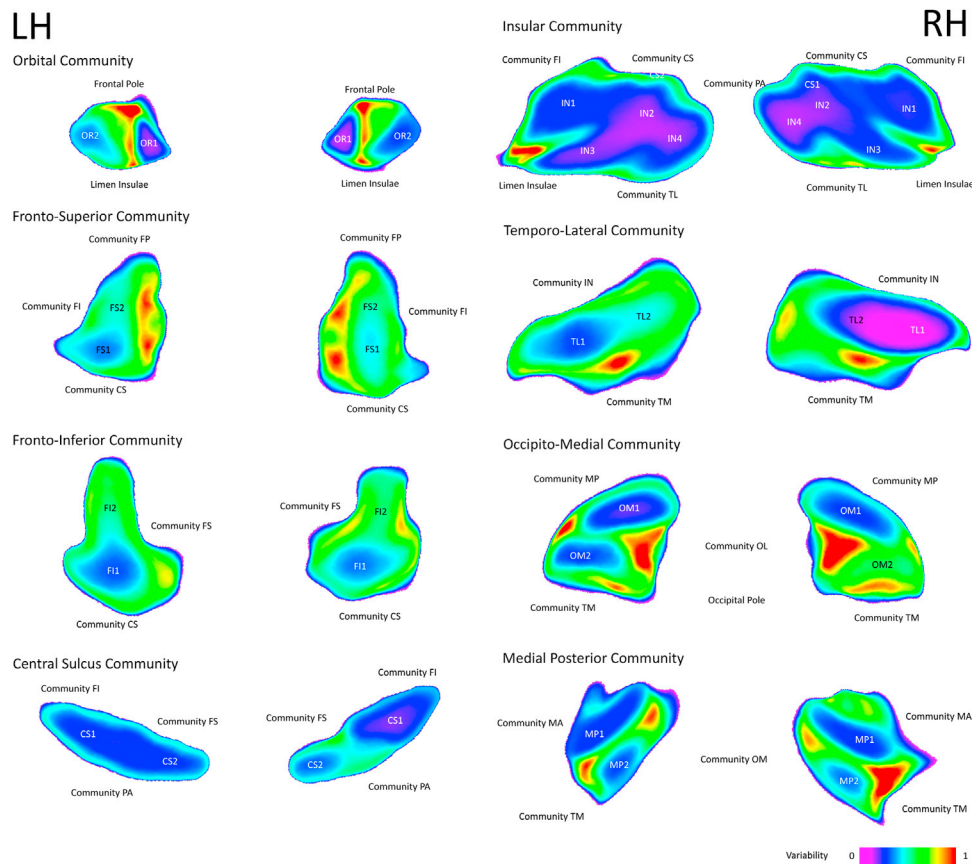 LH
Orbital Community
Frontal Pole
Frontal Pole
OR2
OR1
OR1
OR2
Limen Insulae
Limen Insulae
Fronto-Superior Community
Community FP
Community FP
Community FI
FS2
FS2
Community FI
FS1
FS1
Community CS
Community CS
Fronto-Inferior Community
FI2
Community FS
Community FS
FI2
FI1
FI1
Community CS
Community CS
Central Sulcus Community
Community FI
Community FI
CS1
Community FS
Community FS
CS1
CS2
CS2
Community PA
Community PA
Insular Community
RH
Community FI
Community CS
Community CS
Community FI
Community PA
CS1
IN1
IN2
IN2
IN1
IN4
IN4
IN3
IN3
Limen Insulae
Limen Insulae
Community TL
Community TL
Temporo-Lateral Community
Community IN
Community IN
TL2
TL2
TL1
TL1
Community TM
Community TM
Occipito-Medial Community
Community MP
Community MP
OM1
OM1
Community OL
OM2
OM2
Occipital Pole
Community TM
Community TM
Medial Posterior Community
Community MA
Community MA
MP1
MP1
Community OM
MP2
MP2
Community TM
Community TM
Variability 0 1